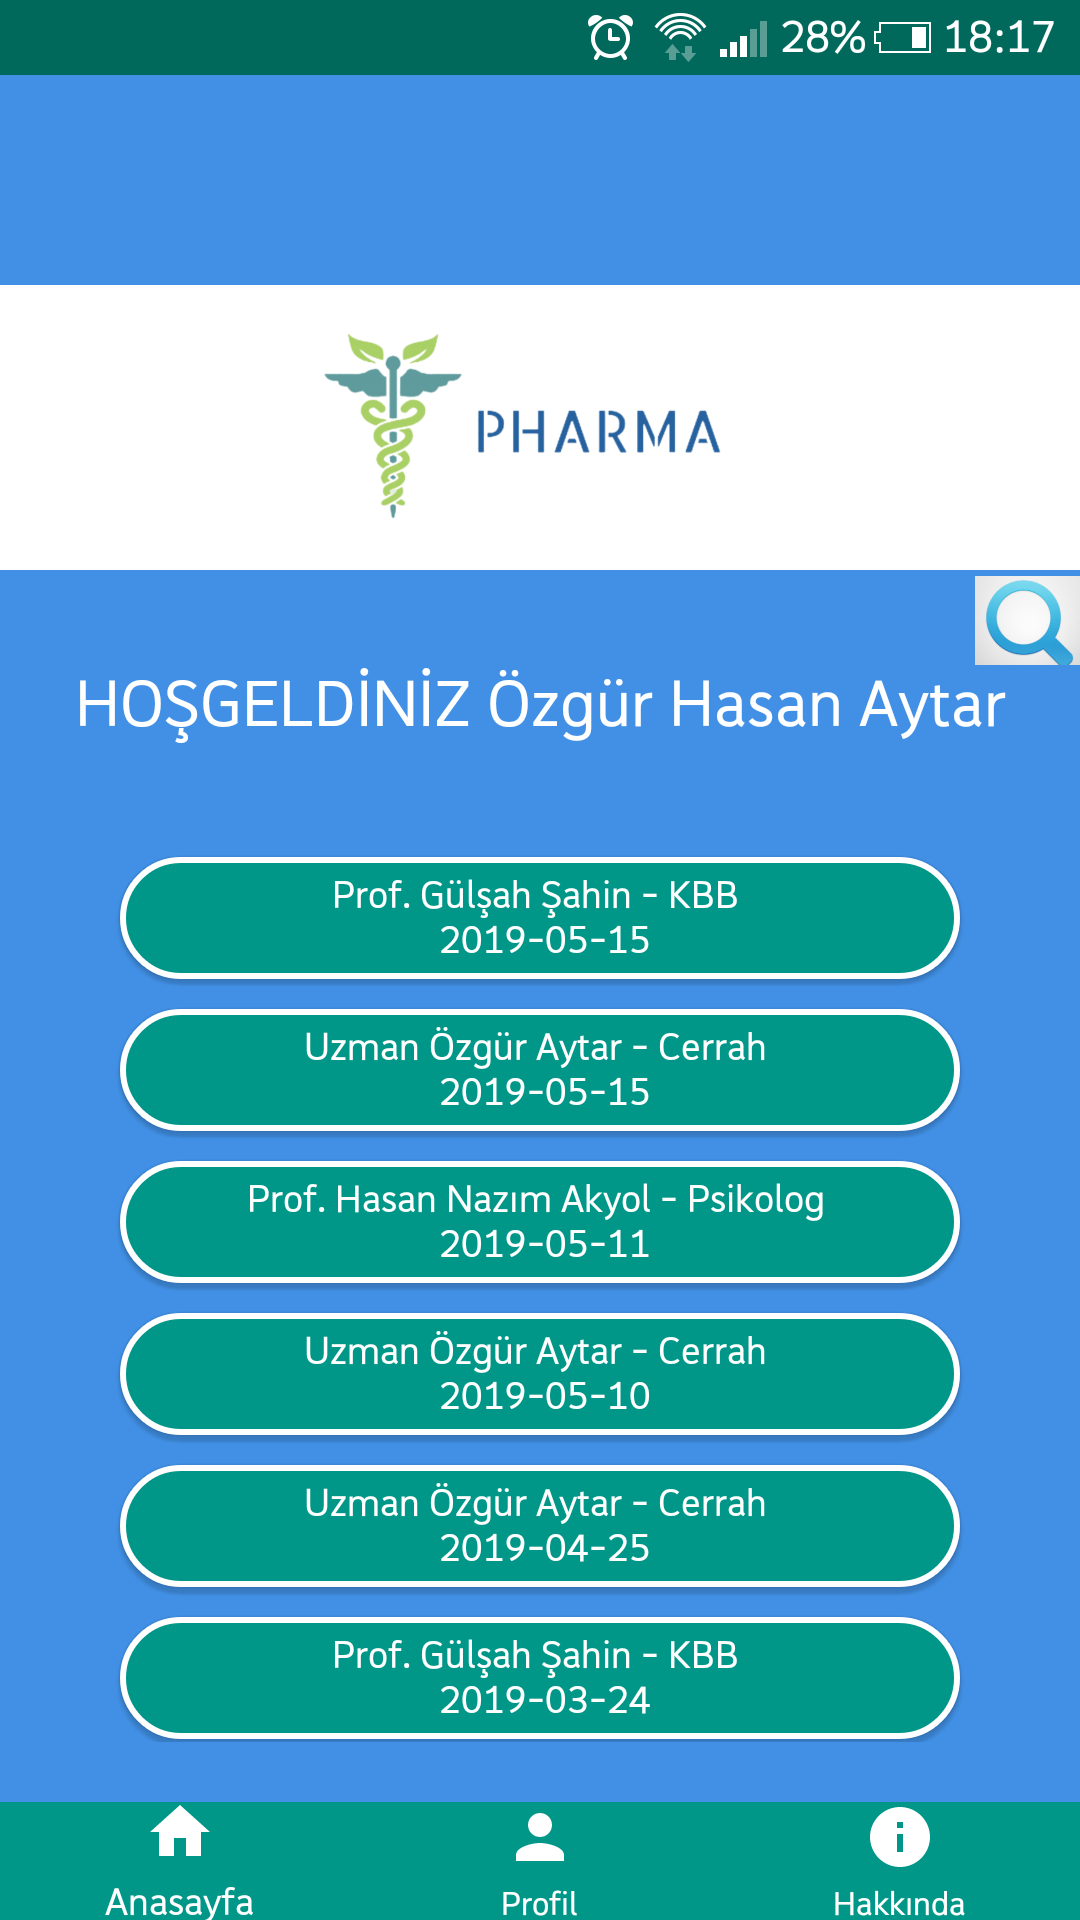 28% 18:17
PHARMA
HOŞGELDİNİZ Özgür Hasan Aytar
Prof. Gülşah Şahin - KBB
2019-05-15
Uzman Özgür Aytar - Cerrah
2019-05-15
Prof. Hasan Nazım Akyol - Psikolog
2019-05-11
Uzman Özgür Aytar - Cerrah
2019-05-10
Uzman Özgür Aytar - Cerrah
2019-04-25
Prof. Gülşah Şahin - KBB
2019-03-24
Anasayfa Profil Hakkında